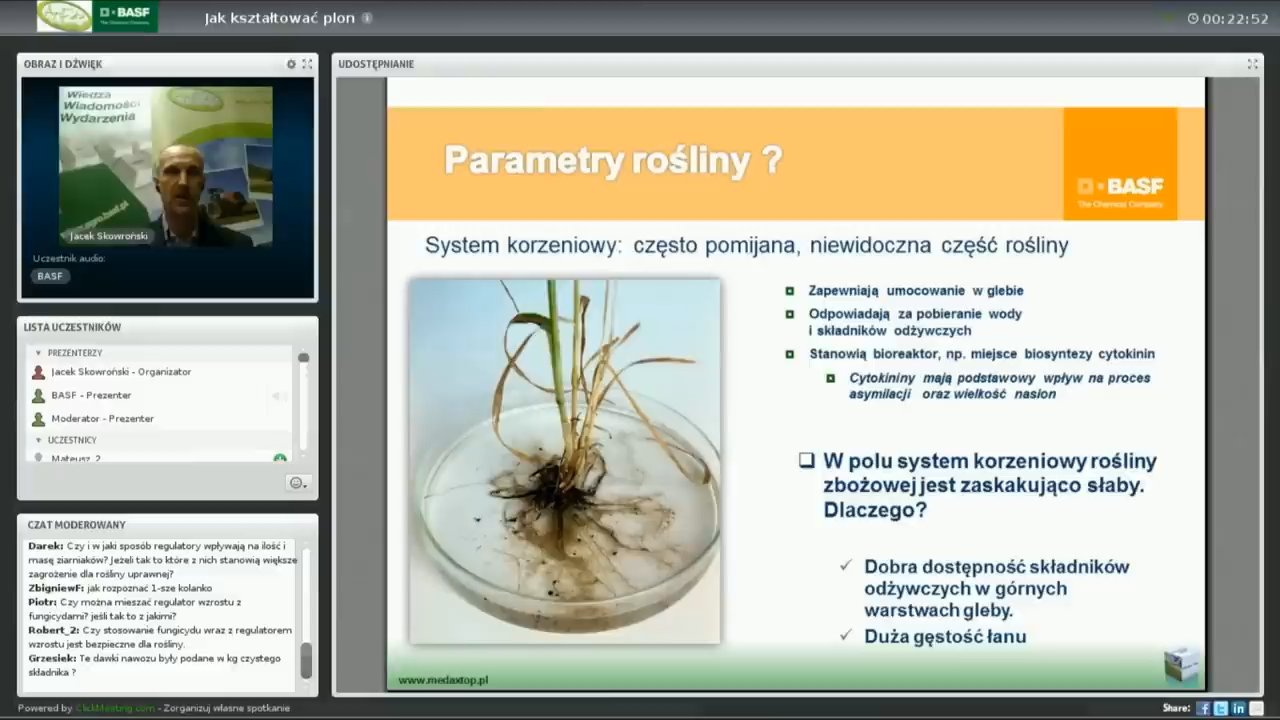 BASF
The Chemical Company
Jak kształtować plon
00:22:52
OBRAZ I DŹWIĘK
Wiedza
Wiadomości
Wydarzenia
Jacek Skowroński
Uczestnik audio:
BASF
LISTA UCZESTNIKÓW
PREZENTERZY
Jacek Skowroński - Organizator
BASF - Prezenter
Moderator - Prezenter
UCZESTNICY
Mateusz_2
CZAT MODEROWANY
Darek: Czy i w jaki sposób regulatory wpływają na ilość i
masę ziarniaków? Jeżeli tak to które z nich stanowią większe
zagrożenie dla rośliny uprawnej?
ZbigniewF: jak rozpoznać 1-sze kolanko
Piotr: Czy można mieszać regulator wzrostu z
fungicydami? jeśli tak to z jakimi?
Robert_2: Czy stosowanie fungicydu wraz z regulatorem
wzrostu jest bezpieczne dla rośliny.
Grzesiek: Te dawki nawozu były podane w kg czystego
składnika ?
UDOSTĘPNIANIE
Parametry rośliny ?
BASF
The Chemical Company
System korzeniowy: często pomijana, niewidoczna część rośliny
Zapewniają umocowanie w glebie
Odpowiadają za pobieranie wody
i składników odżywczych
Stanowią bioreaktor, np. miejsce biosyntezy cytokinin
Cytokininy mają podstawowy wpływ na proces
asymilacji oraz wielkość nasion
W polu system korzeniowy rośliny
zbożowej jest zaskakująco słaby.
Dlaczego?
Dobra dostępność składników
odżywczych w górnych
warstwach gleby.
Duża gęstość łanu
www.medaxtop.pl
Powered by ClickMeeting.com - Zorganizuj własne spotkanie
Share: